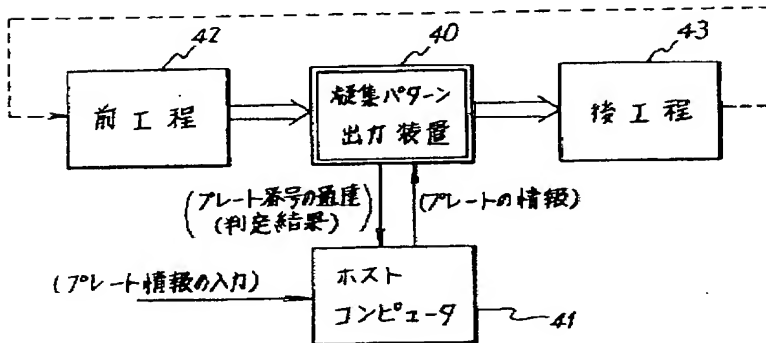 42
40
43
前工程
凝集パターン
出力装置
後工程
(プレート番号の
(判定結果)
(プレートの情報)
(プレート情報の入力)
ホスト
コンピュータ
41